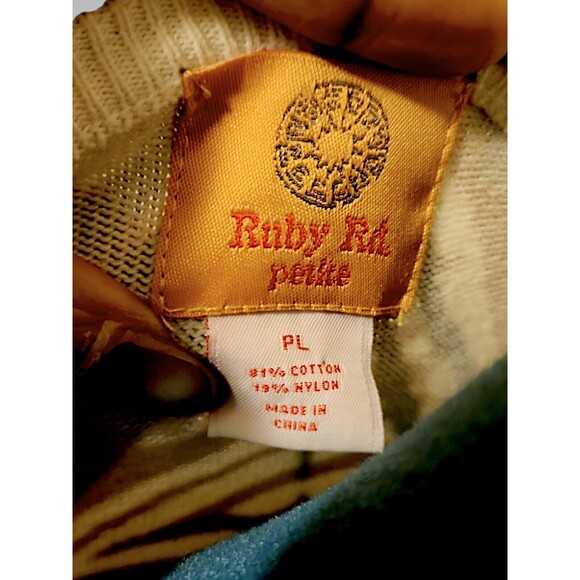 Ruby Rd.
petite
PL
81% COTTON
19% NYLON
MADE IN
CHINA